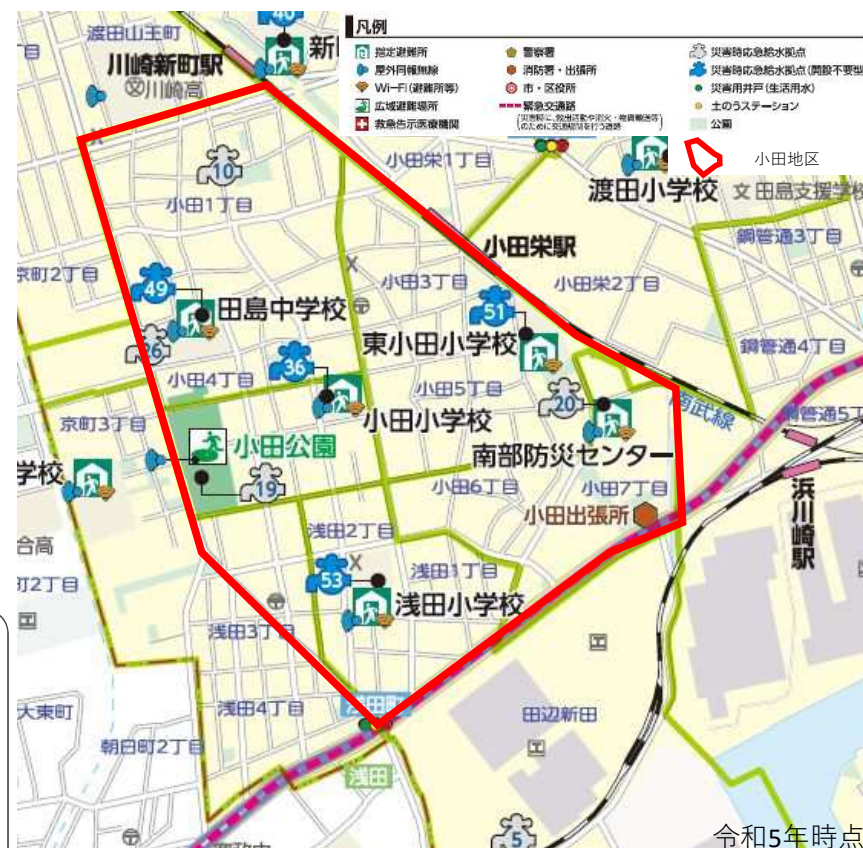 凡例
指定避難所
屋外同報無線
Wi-Fi(避難所等)
広域避難場所
救急告示医療機関
警察署
消防署・出張所
市・区役所
緊急交通路
災害時応急給水拠点
災害時応急給水拠点(開設不要型
災害用井戸(生活用水)
土のうステーション
公園
小田地区
40
渡田山王町
新
川崎新町駅
川崎高
小田栄1丁目
渡田小学校
田島支援学校
10
小田1丁目
鋼管通3丁目
小田栄駅
京町2丁目
小田3丁目
小田栄2丁目
49
田島中学校
51
東小田小学校
26
鋼管通4丁目
36
小田4丁目
小田5丁目
20
南武線
京町3丁目
小田小学校
鋼管通5丁
小田公園
南部防災センター
学校
19
小田6丁目
小田7丁目
浜川崎駅
小田出張所
浅田2丁目
合高
53
浅田1丁目
町2丁目
浅田小学校
浅田3丁目
大東町
浅田4丁目
田辺新田
朝日町2丁目
浅田
5
令和5年時点